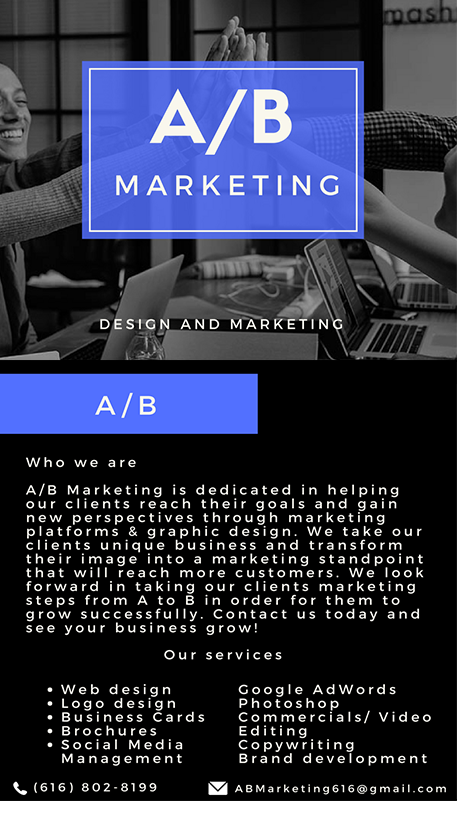 mash
A/B
MARKETING
DESIGN AND MARKETING
A/B
Who we are
A/B Marketing is dedicated in helping
our clients reach their goals and gain
new perspectives through marketing
platforms & graphic design. We take our
clients unique business and transform
their image into a marketing standpoint
that will reach more customers. We look
forward in taking our clients marketing
steps from A to B in order for them to
grow successfully. Contact us today and
see your business grow!
Our services
• Web design
• Logo design
• Business Cards
• Brochures
• Social Media
Management
Google AdWords
Photoshop
Commercials/ Video
Editing
Copywriting
Brand development
(616) 802-8199
ABMarketing616@gmail.com